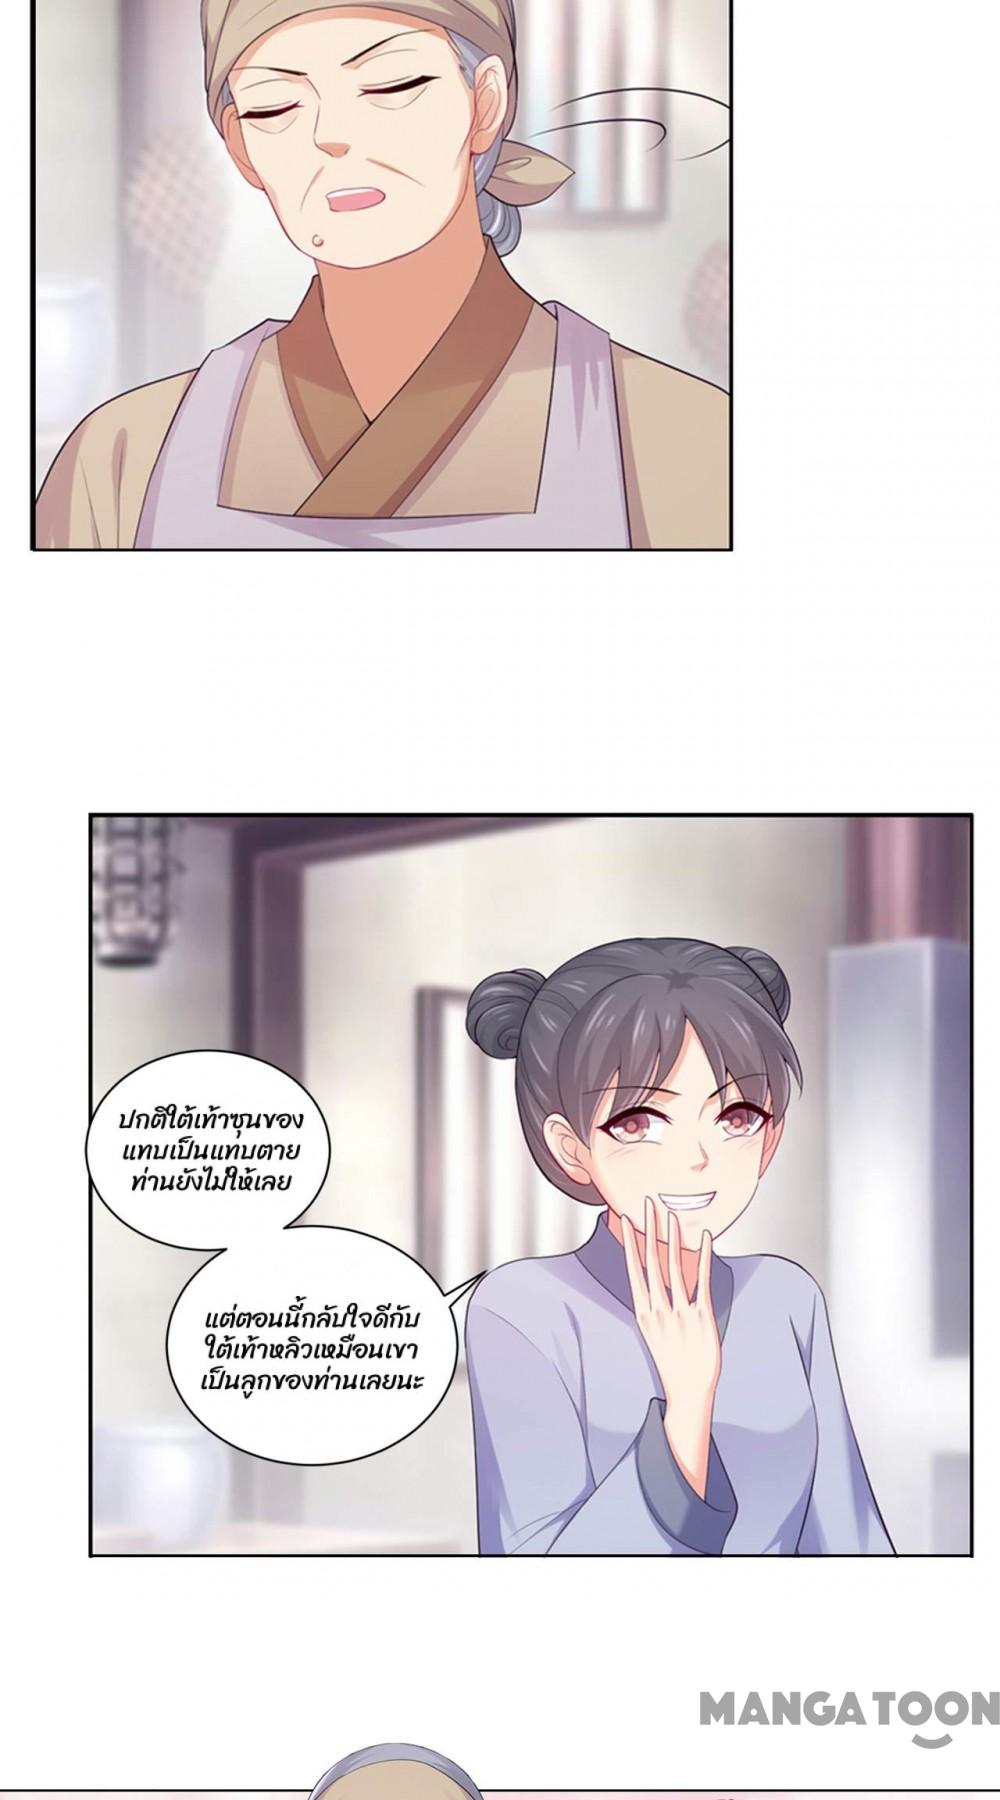 ปกติใต้เท้าซุนของ
แทบเป็นแทบตาย
ท่านยังไม่ให้เลย
แต่ตอนนี้กลับใจดีกับ
ใต้เท้าหลิวเหมือนเขา
เป็นลูกของท่านเลยนะ
MANGATOON